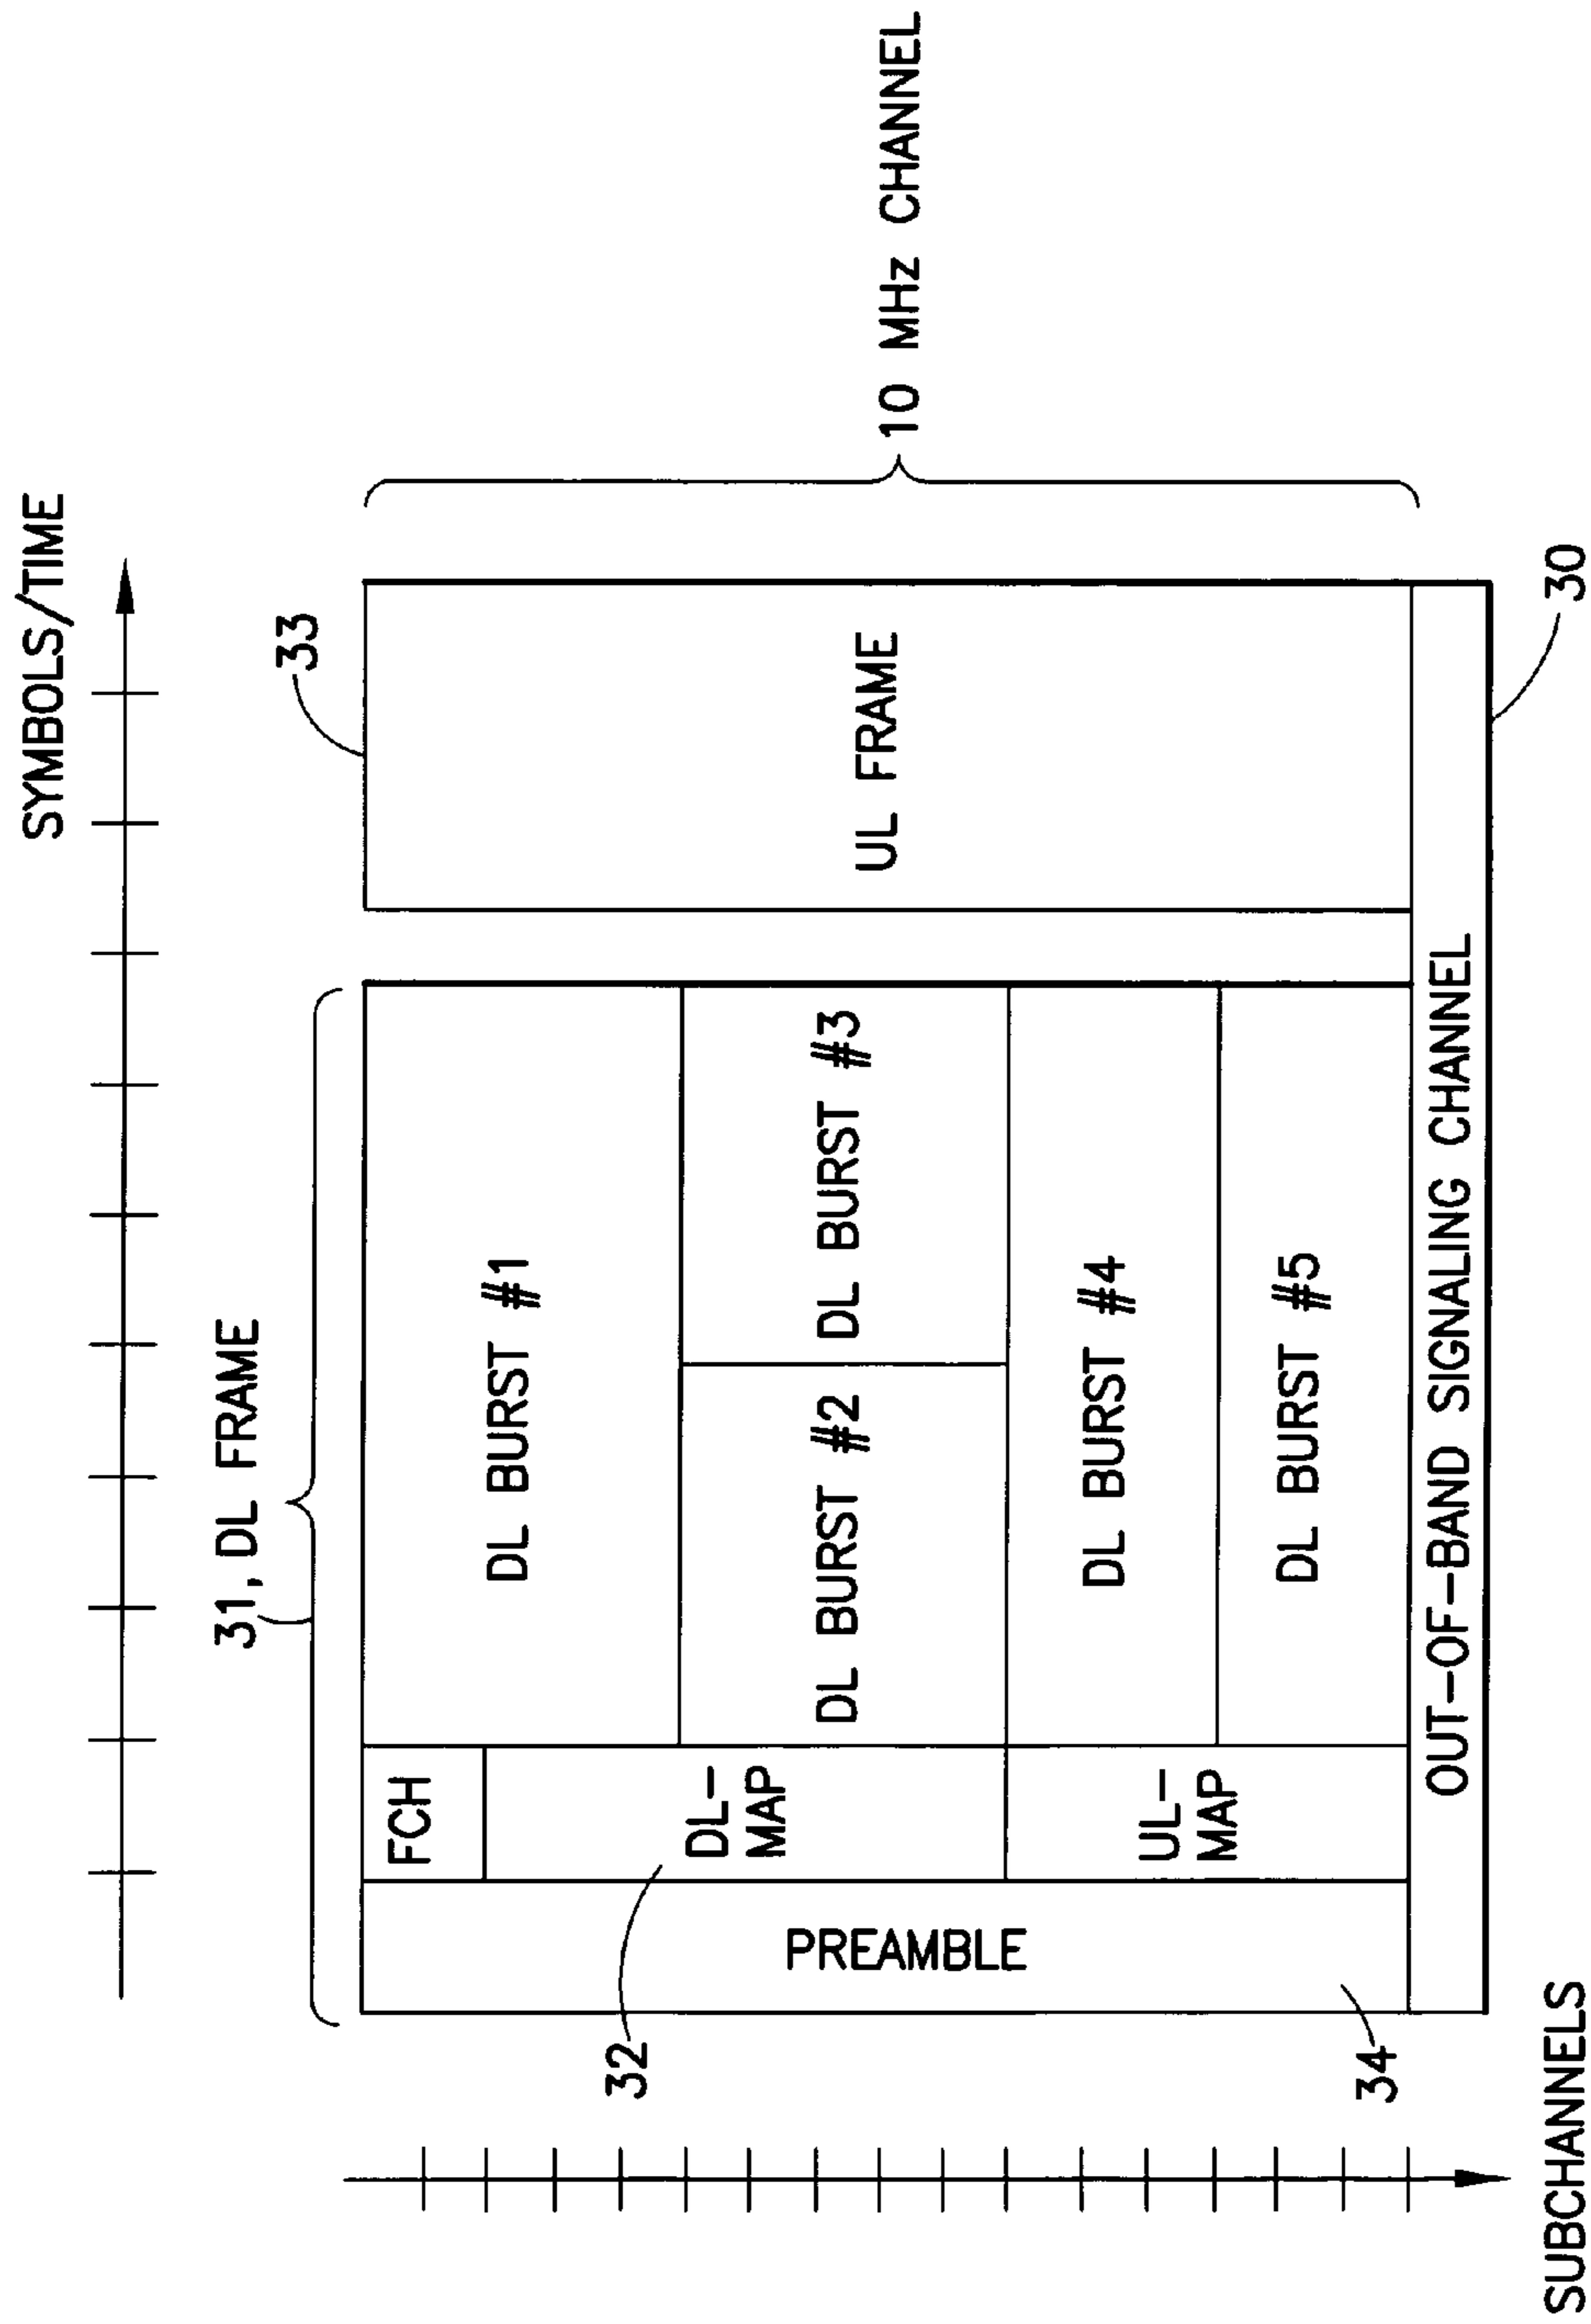 SYMBOLS/TIME
31, DL FRAME
33
FCH
DL BURST #1
DL-
MAP
DL BURST #2
DL BURST #3
UL FRAME
10 MHz CHANNEL
PREAMBLE
32
UL-
MAP
DL BURST #4
DL BURST #5
34
OUT-OF-BAND SIGNALING CHANNEL
SUBCHANNELS
30